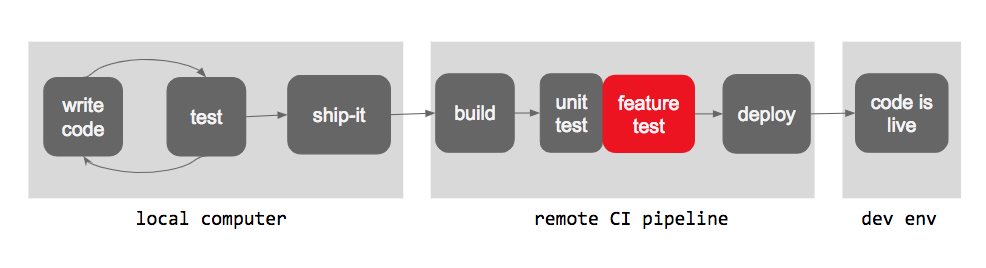 write
code
test
ship-it
build
unit
test
feature
test
deploy
code is
live
local computer
remote CI pipeline
dev env